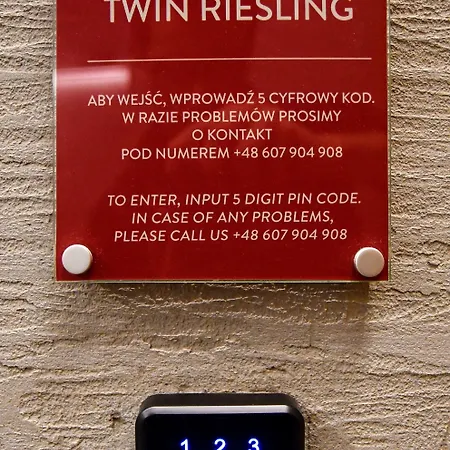 TWIN RIESLING
ABY WEJŚĆ, WPROWADŹ 5 CYFROWY KOD.
W RAZIE PROBLEMÓW PROSIMY
O KONTAKT
POD NUMEREM +48 607 904 908
TO ENTER, INPUT 5 DIGIT PIN CODE.
IN CASE OF ANY PROBLEMS,
PLEASE CALL US +48 607 904 908
1 2 3